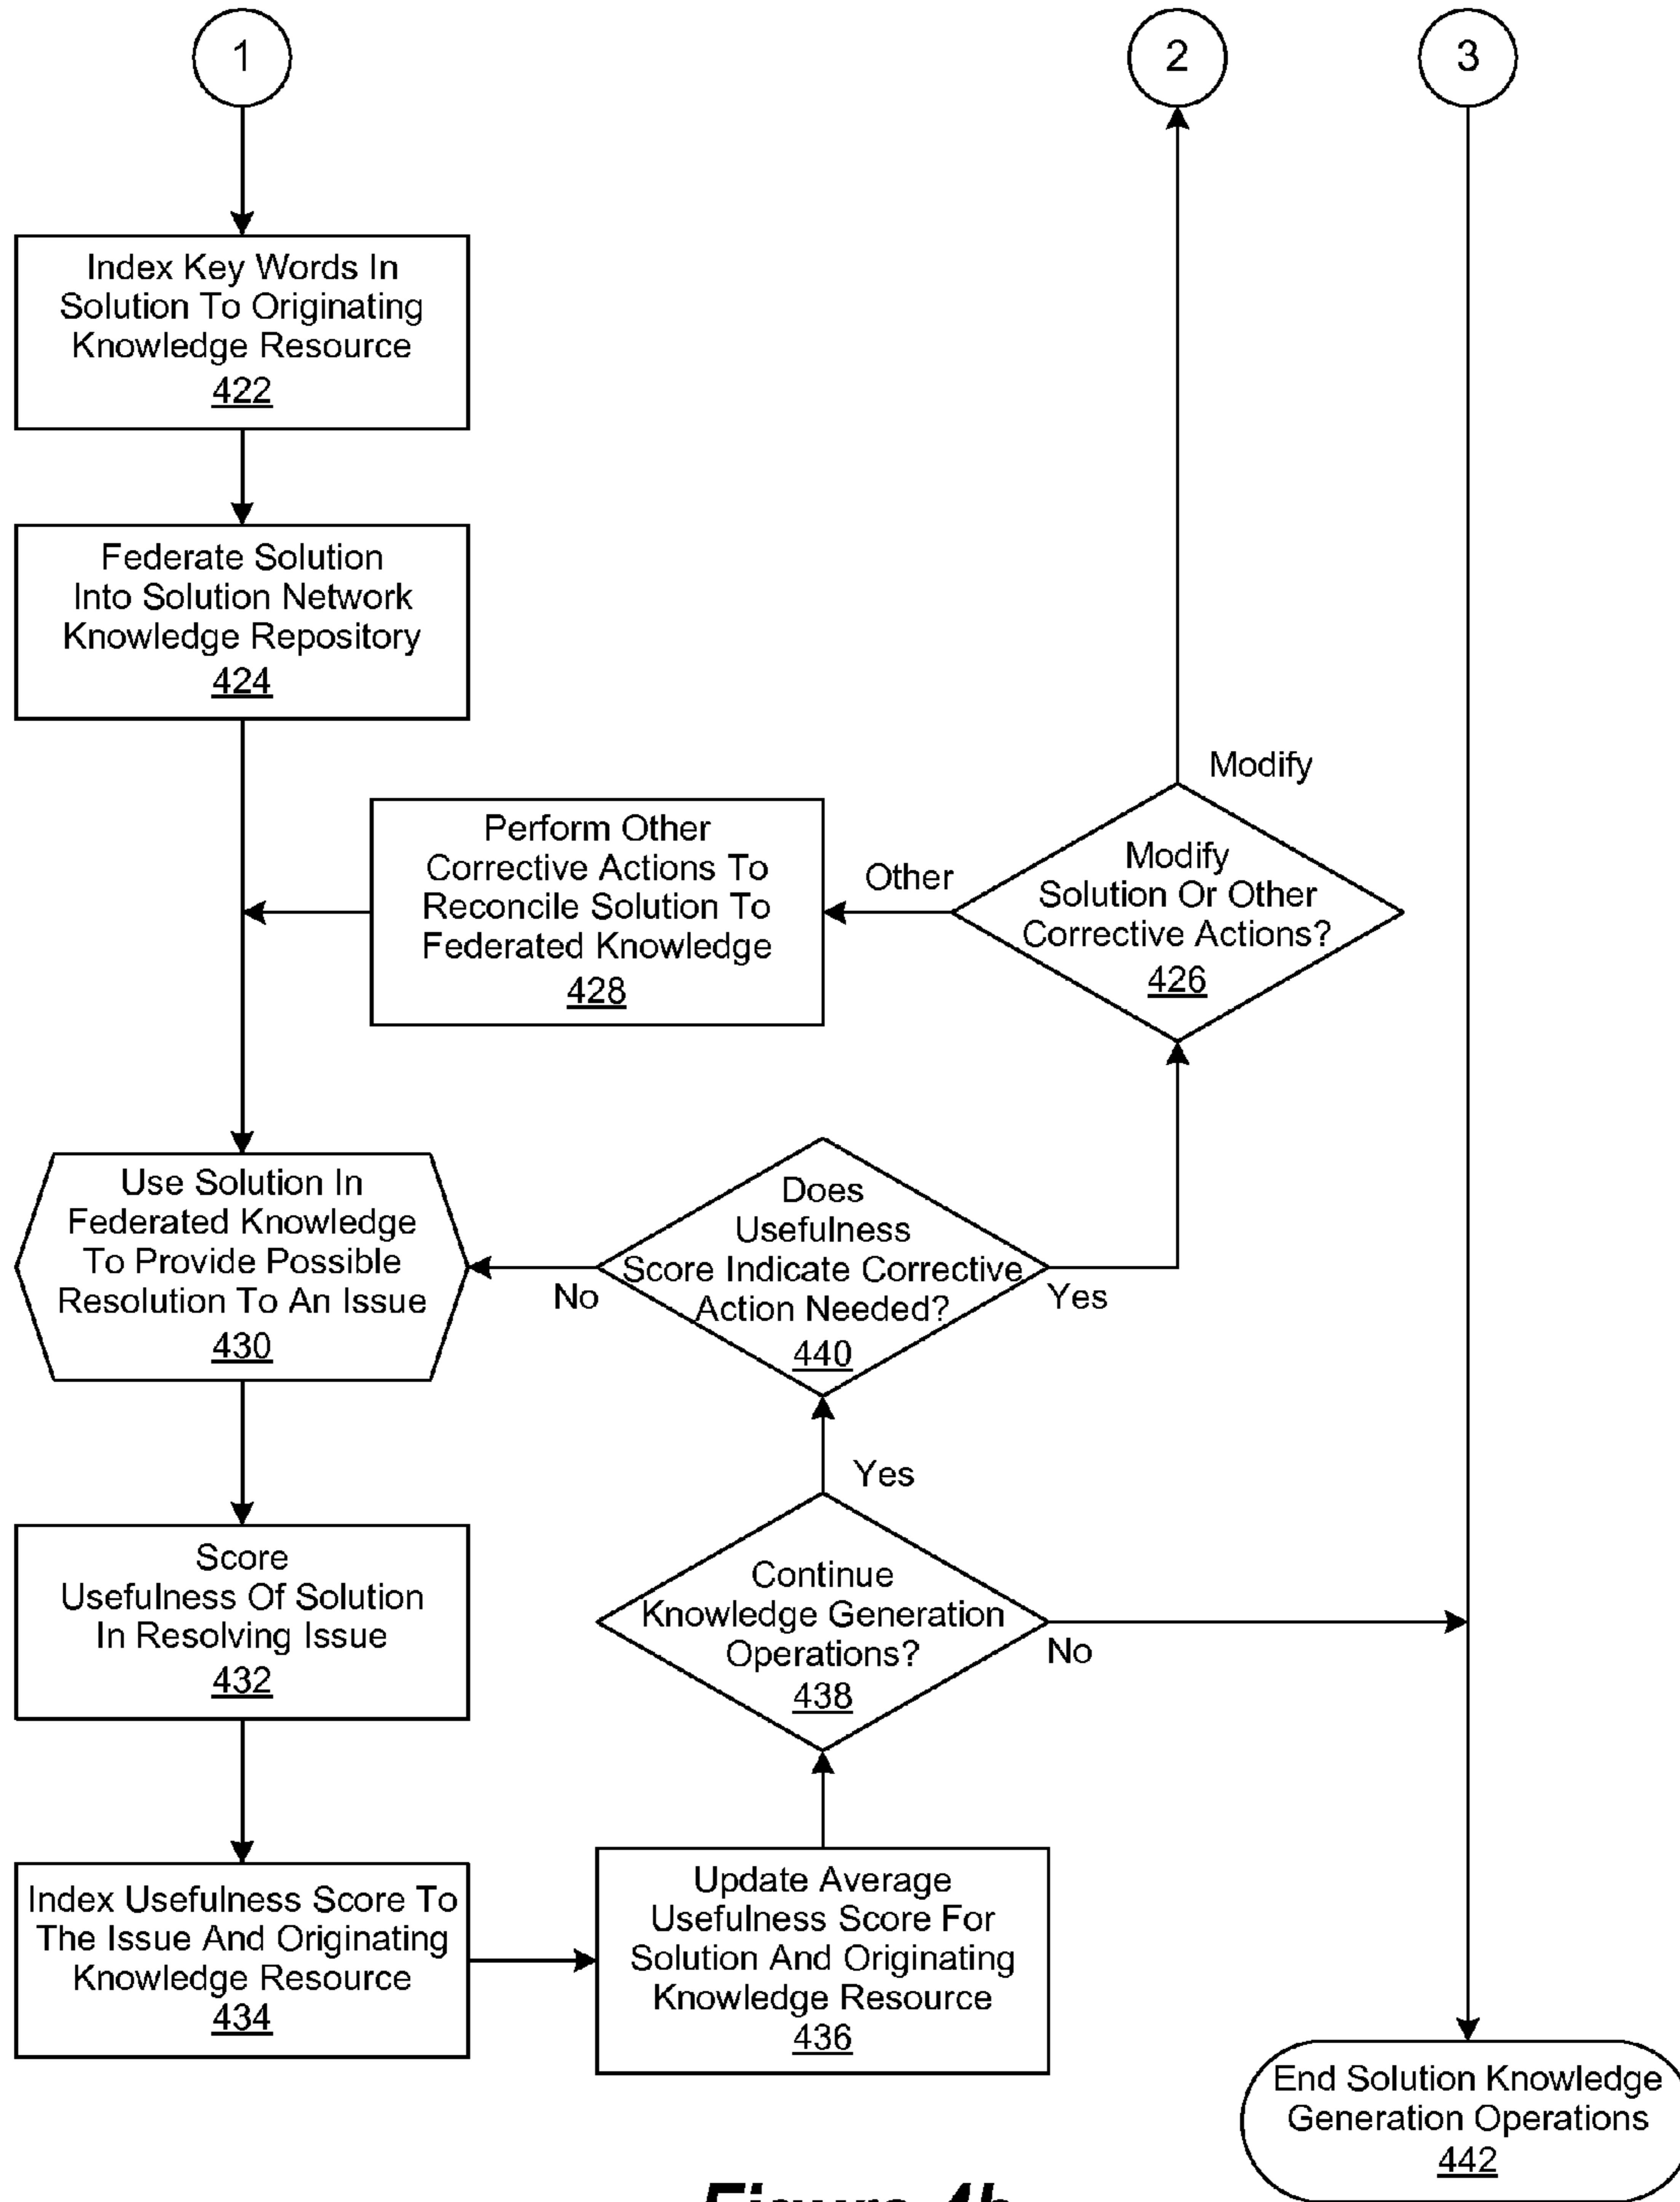 1
2
3
Index Key Words In
Solution To Originating
Knowledge Resource
422
Federate Solution
Into Solution Network
Knowledge Repository
424
Modify
Perform Other
Corrective Actions To
Reconcile Solution To
Federated Knowledge
428
Other
Modify
Solution Or Other
Corrective Actions?
426
Use Solution In
Federated Knowledge
To Provide Possible
Resolution To An Issue
430
No
Does
Usefulness
Score Indicate Corrective
Action Needed?
440
Yes
Yes
Score
Usefulness Of Solution
In Resolving Issue
432
Continue
Knowledge Generation
Operations?
438
No
Index Usefulness Score To
The Issue And Originating
Knowledge Resource
434
Update Average
Usefulness Score For
Solution And Originating
Knowledge Resource
436
End Solution Knowledge
Generation Operations
442
Figure 4b